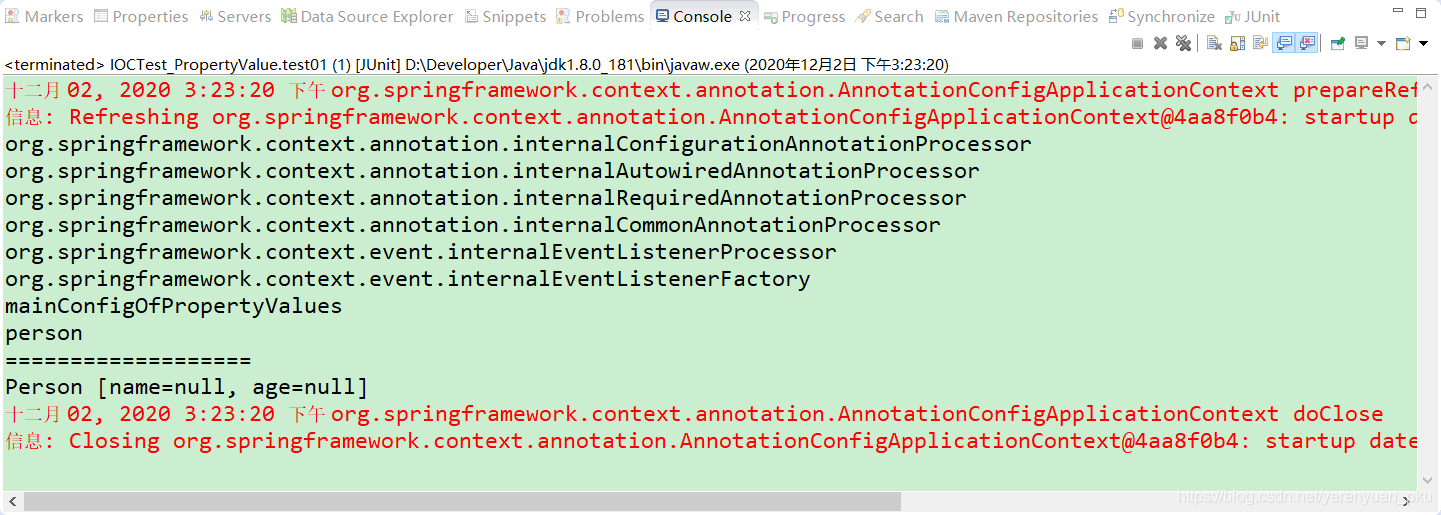 Markers Properties Servers Data Source Explorer Snippets Problems Console Progress Search Maven Repositories Synchronize JUnit
<terminated> IOCTest_PropertyValue.test01 (1) [JUnit] D:\Developer\Java\jdk1.8.0_181\bin\javaw.exe (2020年12月2日 下午3:23:20)
十二月 02, 2020 3:23:20 下午 org.springframework.context.annotation.AnnotationConfigApplicationContext prepareRef
信息: Refreshing org.springframework.context.annotation.AnnotationConfigApplicationContext@4aa8f0b4: startup d
org.springframework.context.annotation.internalConfigurationAnnotationProcessor
org.springframework.context.annotation.internalAutowiredAnnotationProcessor
org.springframework.context.annotation.internalRequiredAnnotationProcessor
org.springframework.context.annotation.internalCommonAnnotationProcessor
org.springframework.context.event.internalEventListenerProcessor
org.springframework.context.event.internalEventListenerFactory
mainConfigOfPropertyValues
person
===================
Person [name=null, age=null]
十二月 02, 2020 3:23:20 下午 org.springframework.context.annotation.AnnotationConfigApplicationContext doClose
信息: Closing org.springframework.context.annotation.AnnotationConfigApplicationContext@4aa8f0b4: startup date
https://blog.csdn.net/yerenyuan_pku